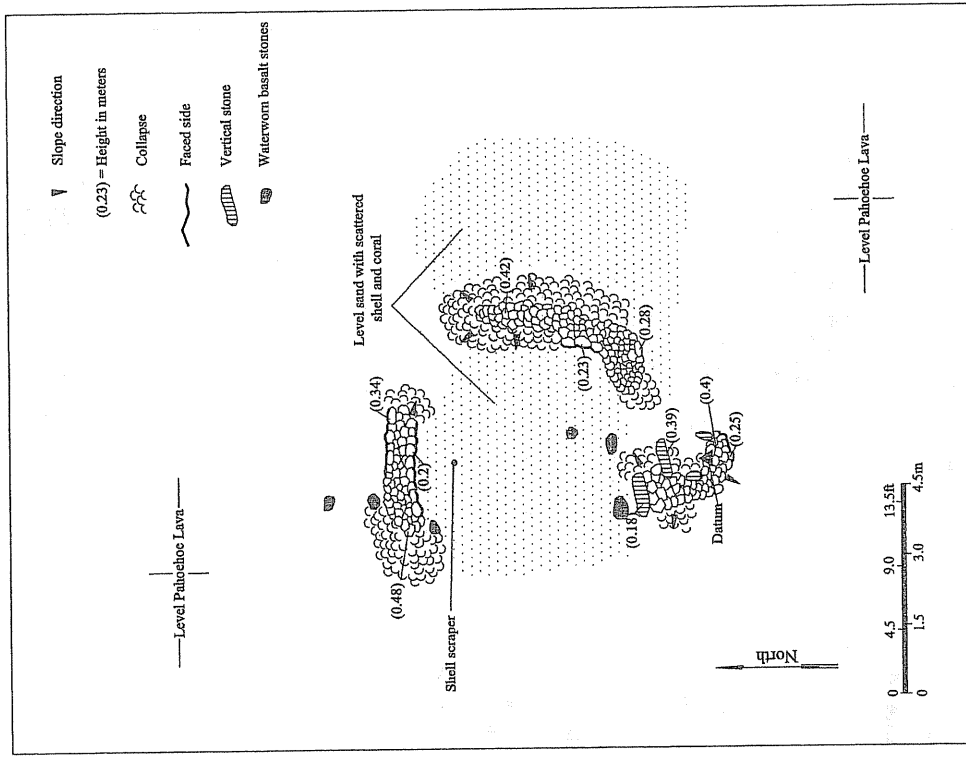 Slope direction
(0.23) = Height in meters
Collapse
Faced side
Vertical stone
Waterworn basalt stones
Level Pahoehoe Lava
Level sand with scattered
shell and coral
(0.34)
(0.42)
(0.2)
(0.48)
Shell scraper
(0.23)
(0.28)
(0.18
(0.39)
(0.4)
(0.25)
Datum
Level Pahoehoe Lava
North
0 4.5 9.0 13.5ft
0 1.5 3.0 4.5m